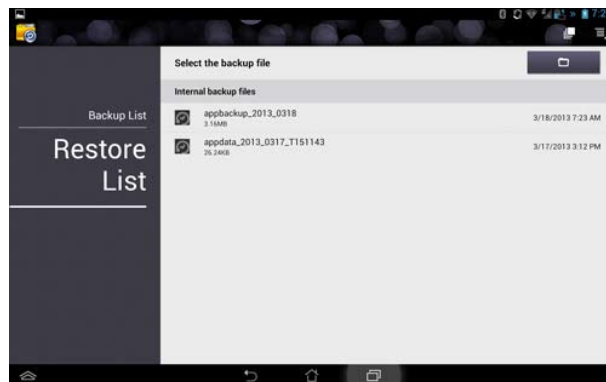 Select the backup file
Internal backup files
Backup List
Restore
List
appbackup_2013_0318
3.16MB
3/18/2013 7:23 AM
appdata_2013_0317_T151143
26.24KB
3/17/2013 3:12 PM